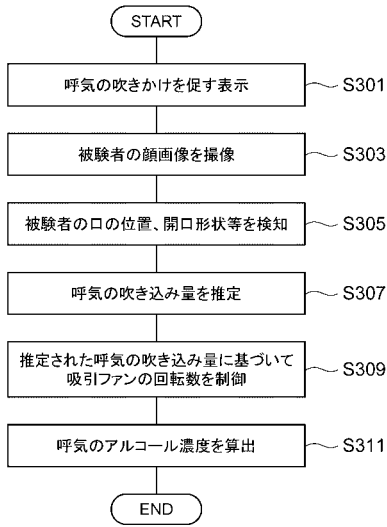 START
呼気の吹きかけを促す表示 S301
被験者の顔画像を撮像 S303
被験者の口の位置、開口形状等を検知 S305
呼気の吹き込み量を推定 S307
推定された呼気の吹き込み量に基づいて
吸引ファンの回転数を制御 S309
呼気のアルコール濃度を算出 S311
END